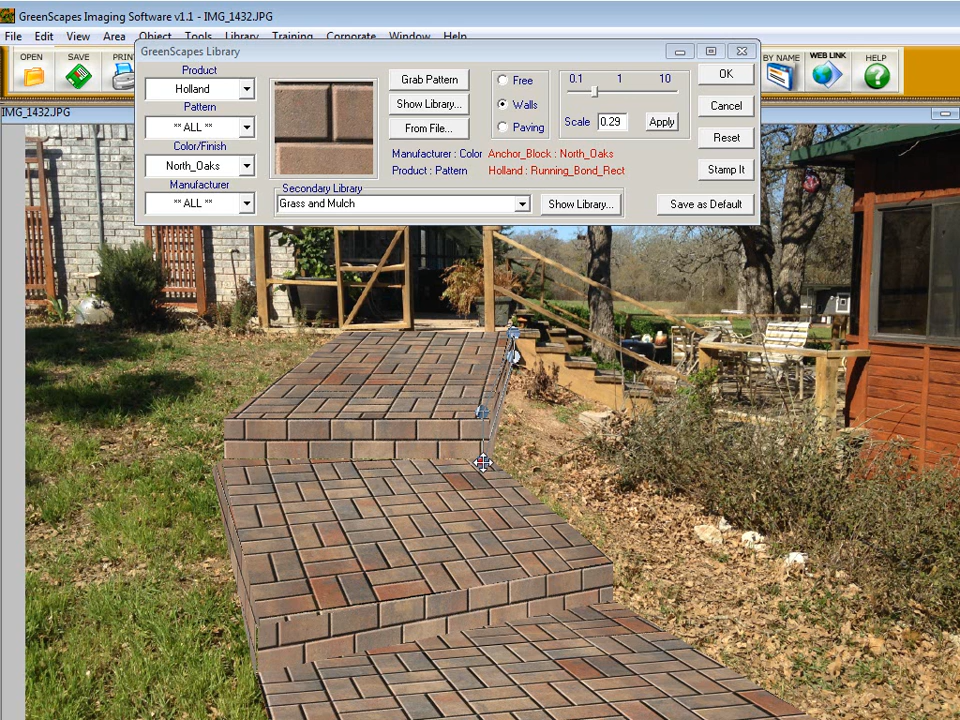 GreenScapes Imaging Software v1.1 - IMG_1432.JPG
File Edit View Area Object Tools Library Training Corporate Window Help
OPEN SAVE PRIN BY NAME WEB LINK HELP
IMG_1432.JPG
GreenScapes Library
Product
Holland
Pattern
** ALL **
Color/Finish
North_Oaks
Manufacturer
** ALL **
Grab Pattern
Show Library...
From File...
Free
Walls
Paving
0.1 1 10
Scale 0.29 Apply
OK
Cancel
Reset
Stamp It
Save as Default
Manufacturer : Color Anchor_Block : North_Oaks
Product : Pattern Holland : Running_Bond_Rect
Secondary Library
Grass and Mulch
Show Library...